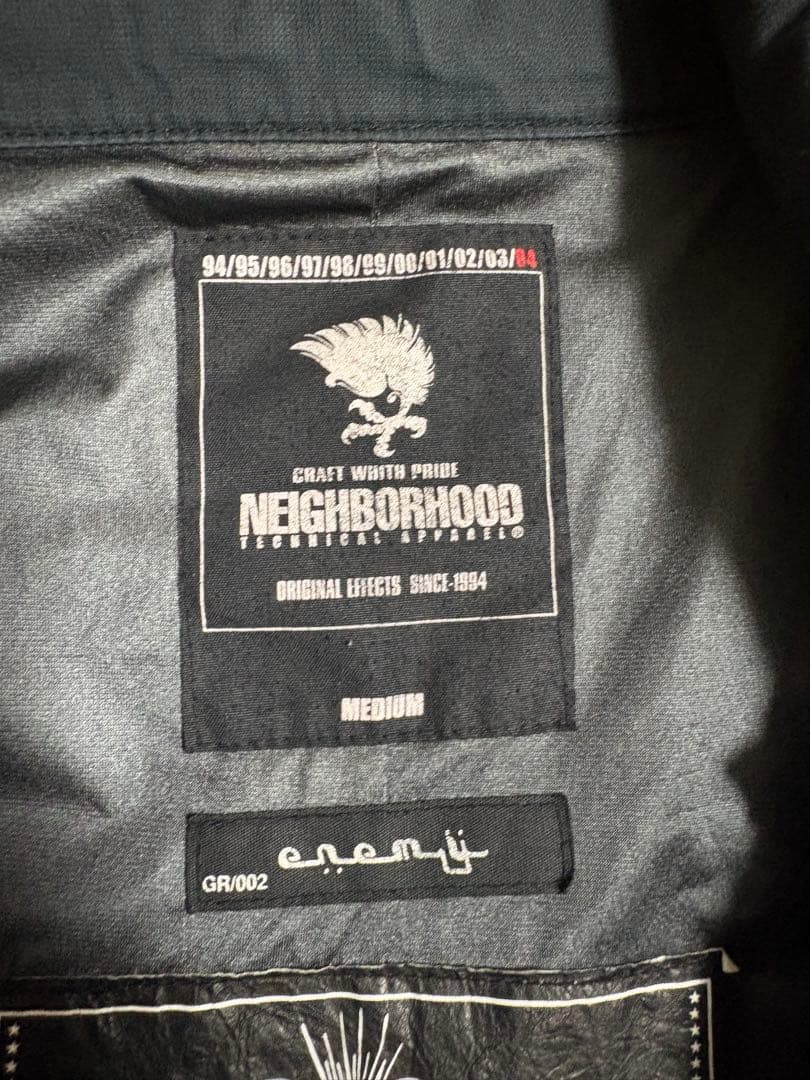 94/95/96/97/98/99/00/01/02/03/04
CRAFT WHITH PRIDE
NEIGHBORHOOD
TECHNICAL APPAREL®
ORIGINAL EFFECTS SINCE-1994
MEDIUM
enemy
GR/002